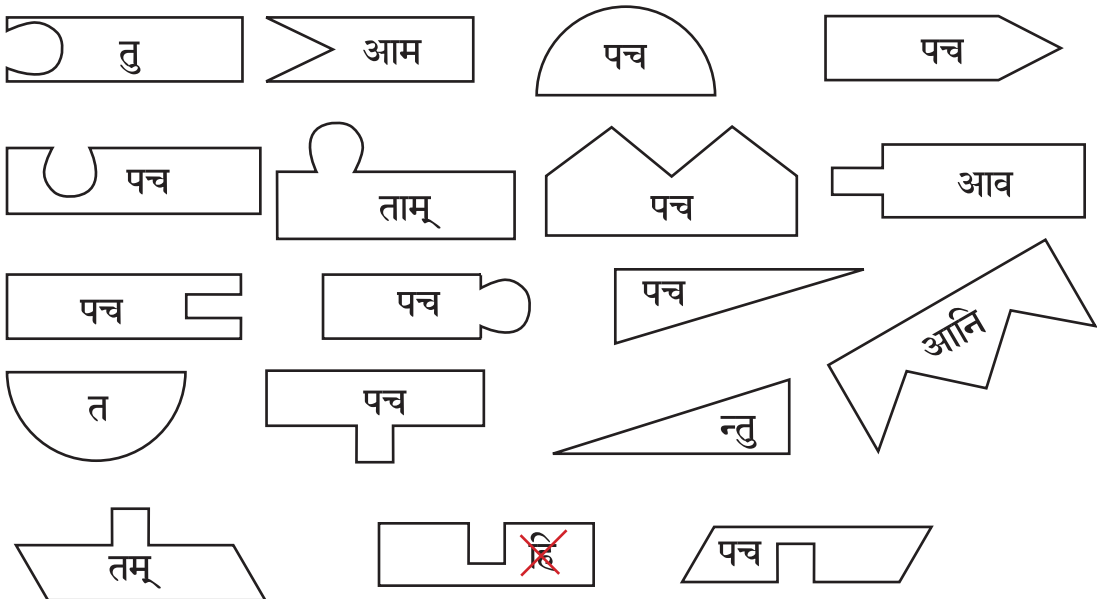 तु आम पच पच
पच ताम् पच आव
पच पच पच आनि
त पच न्तु
तम् हि पच